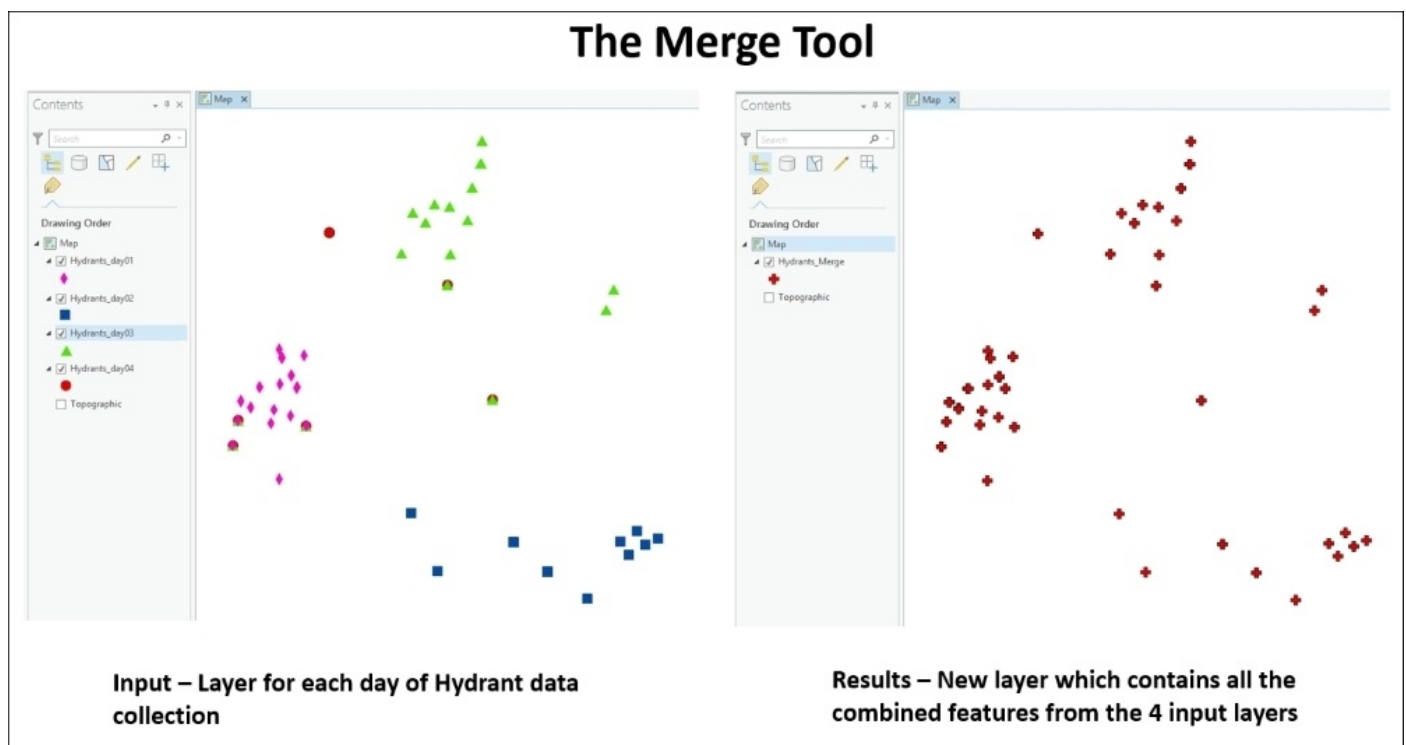 The Merge Tool
Contents
Map
Search
Drawing Order
Map
Hydrants_day01
Hydrants_day02
Hydrants_day03
Hydrants_day04
Topographic
Contents
Map
Search
Drawing Order
Map
Hydrants_Merge
Topographic
Input – Layer for each day of Hydrant data
collection
Results – New layer which contains all the
combined features from the 4 input layers